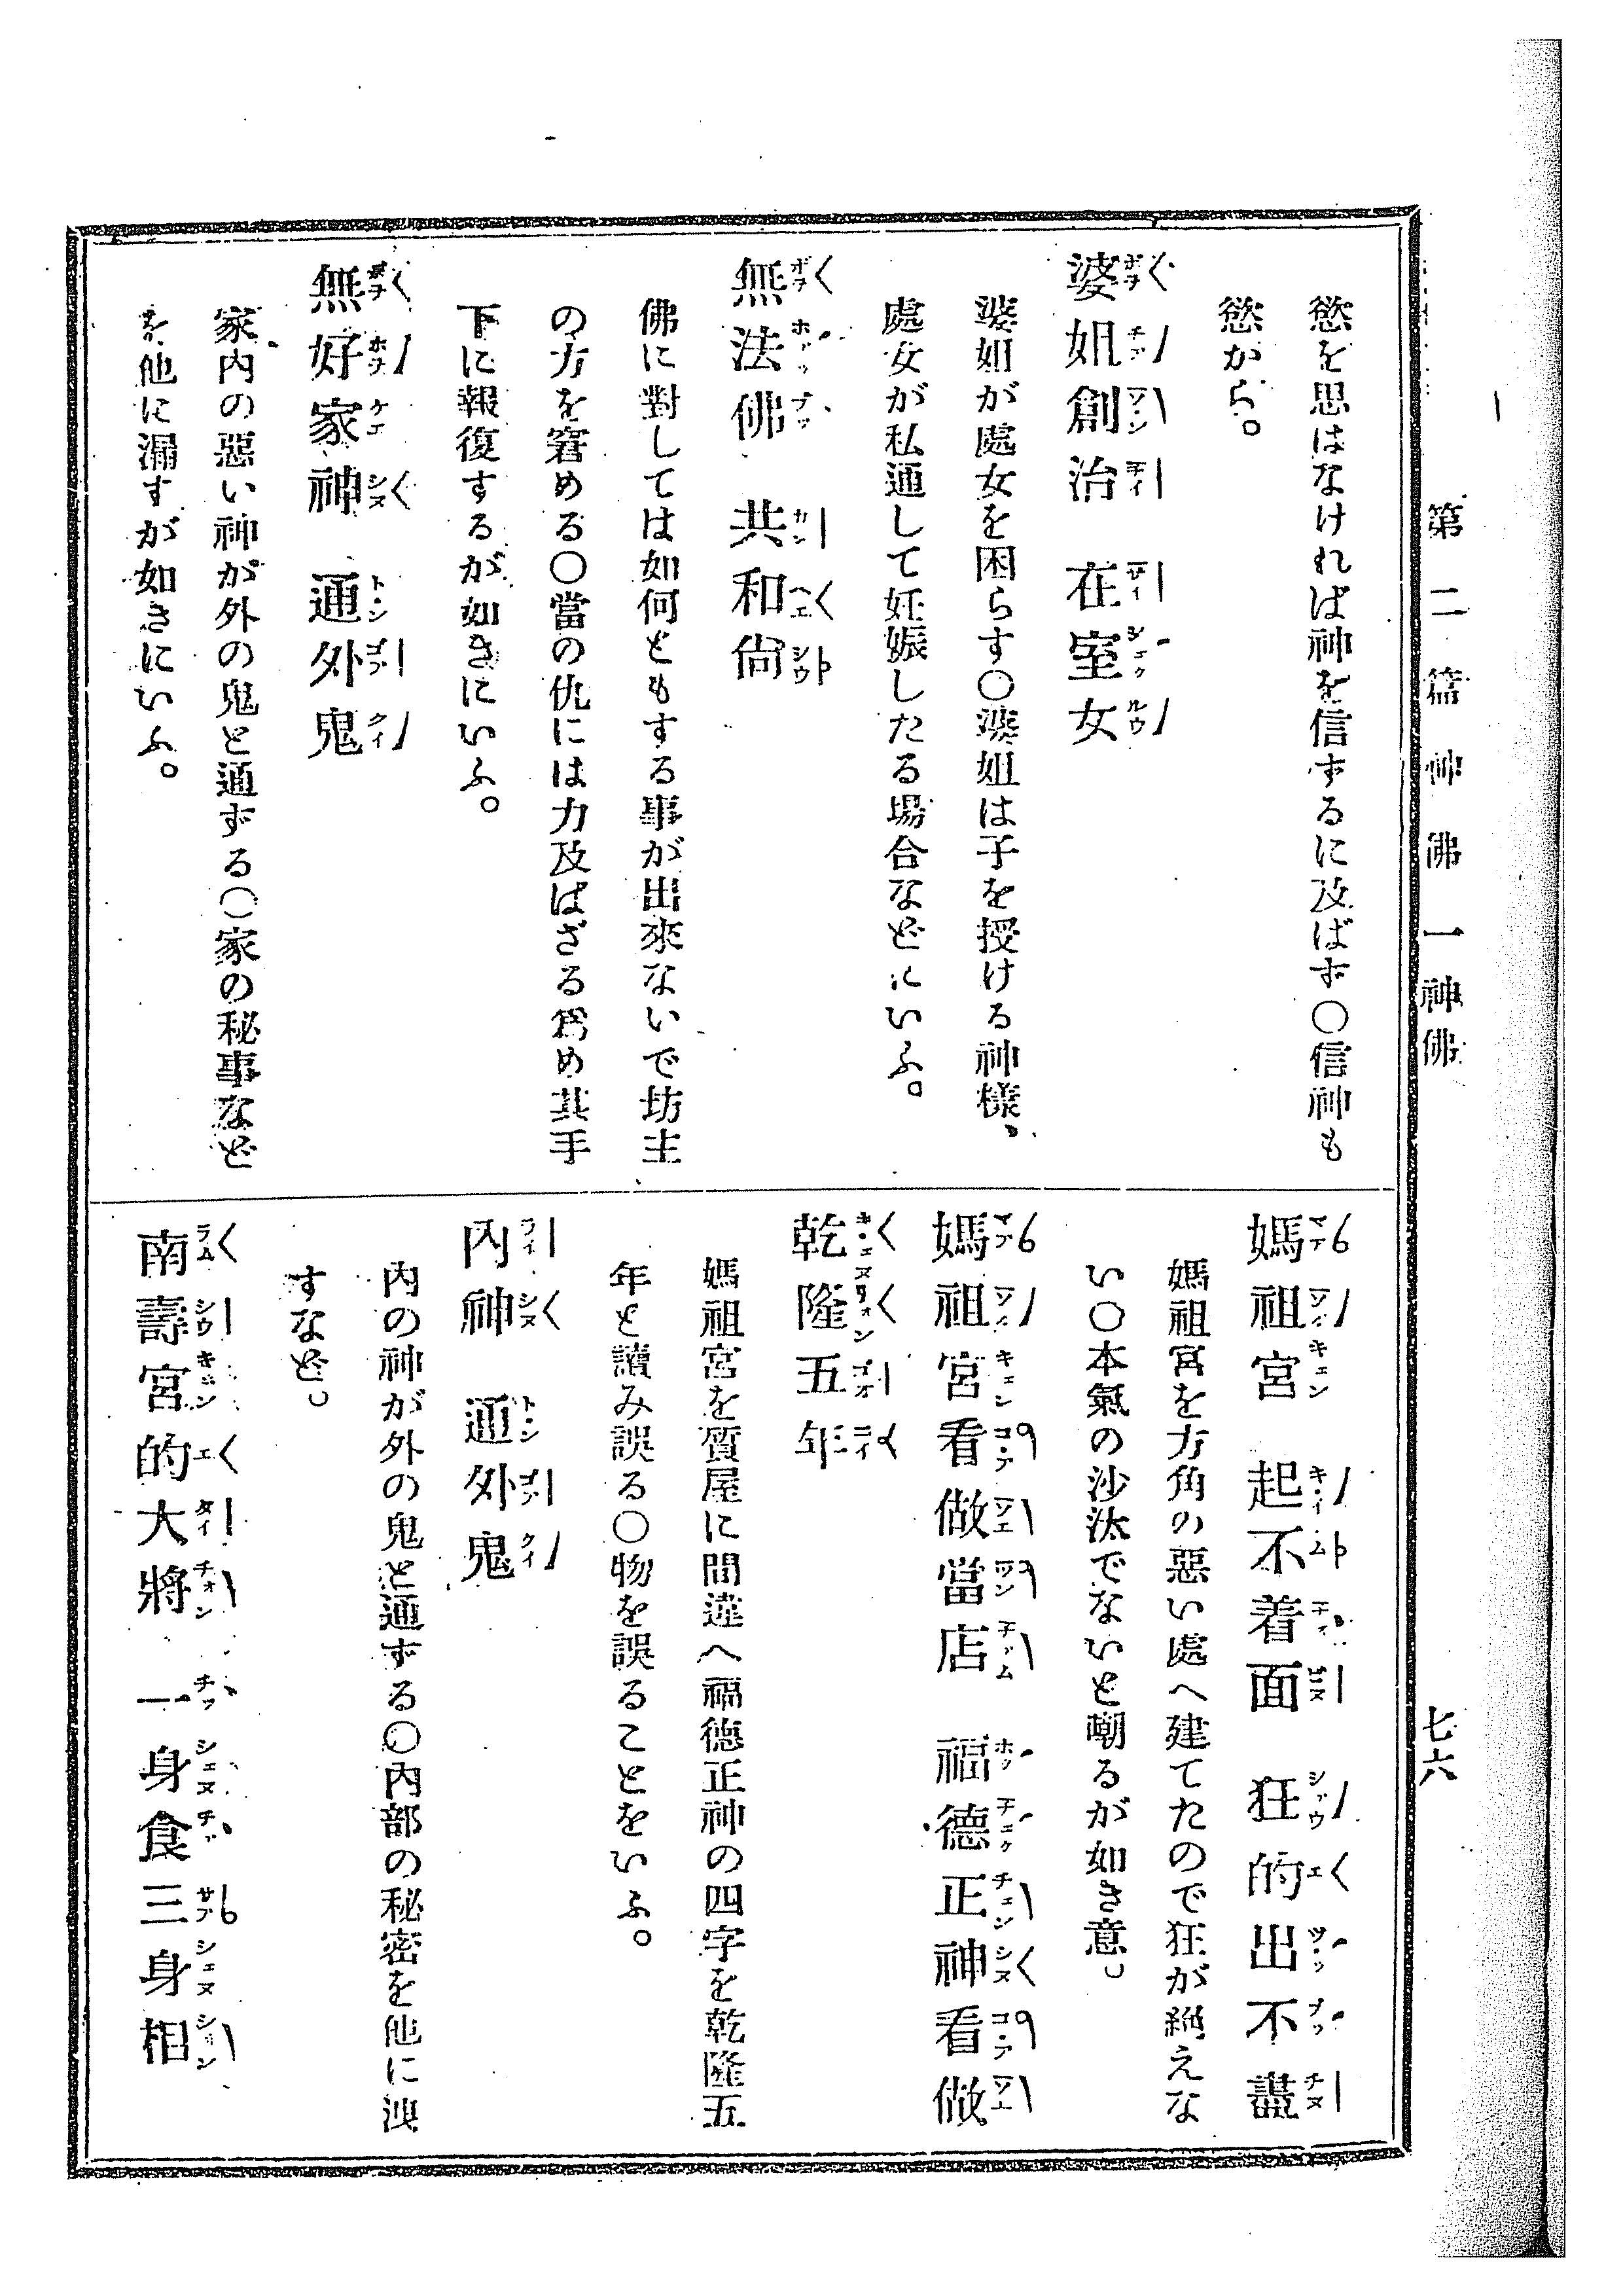 第二篇 神佛 一神佛
七六
慾を思はなければ神を信ずるに及ばず〇信神も
慾から。
婆姐創治 在室女
婆姐が處女を困らす〇婆姐は子を授ける神樣、
處女が私通して妊娠したる場合などにいふ。
無法佛 共和尙
佛に對しては如何ともする事が出來ないで坊主
の方を窘める〇當の仇には力及ばざる爲め其手
下に報復するが如きにいふ。
無好家神 通外鬼
家內の惡い神が外の鬼と通ずる〇家の秘事など
を他に漏すが如きにいふ。
媽祖宮 起不着面 狂的出不盡
媽祖宮を方角の惡い處へ建てたので狂が絕えな
い〇本氣の沙汰でないと嘲るが如き意。
媽祖宮看做當店 福德正神看做
乾隆五年
媽祖宮を質屋に間違へ福德正神の四字を乾隆五
年と讀み誤る〇物を誤ることをいふ。
內神 通外鬼
內の神が外の鬼と通ずる〇內部の秘密を他に洩
すなど。
南壽宮的大將 一身食三身相